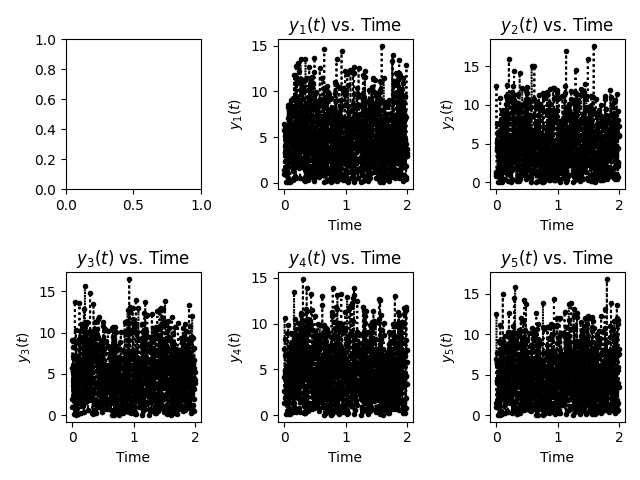 1.0
0.8
0.6
0.4
0.2
0.0
0.0 0.5 1.0
y₁(t) vs. Time
y₁(t)
15
10
5
0
0 1 2
Time
y₂(t) vs. Time
y₂(t)
15
10
5
0
0 1 2
Time
y₃(t) vs. Time
y₃(t)
15
10
5
0
0 1 2
Time
y₄(t) vs. Time
y₄(t)
15
10
5
0
0 1 2
Time
y₅(t) vs. Time
y₅(t)
15
10
5
0
0 1 2
Time